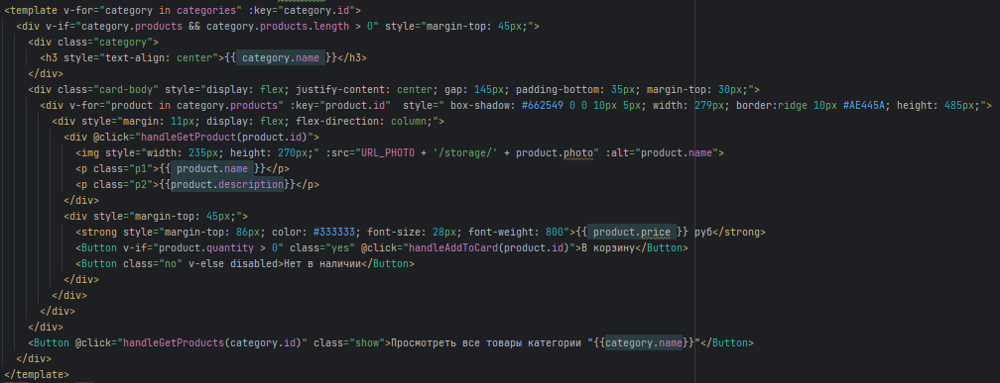 <template v-for="category in categories" :key="category.id">
<div v-if="category.products && category.products.length > 0" style="margin-top: 45px;">
<div class="category">
<h3 style="text-align: center">{{ category.name }}</h3>
</div>
<div class="card-body" style="display: flex; justify-content: center; gap: 145px; padding-bottom: 35px; margin-top: 30px;">
<div v-for="product in category.products" :key="product.id"  style=" box-shadow: #662549 0 0 10px 5px; width: 279px; border:ridge 10px #AE445A; height: 485px;">
<div style="margin: 11px; display: flex; flex-direction: column;">
<div @click="handleGetProduct(product.id)">
<img style="width: 235px; height: 270px;" :src="URL_PHOTO + '/storage/' + product.photo" :alt="product.name">
<p class="p1">{{ product.name }}</p>
<p class="p2">{{product.description}}</p>
</div>
<div style="margin-top: 45px;">
<strong style="margin-top: 86px; color: #333333; font-size: 28px; font-weight: 800">{{ product.price }} руб</strong>
<Button v-if="product.quantity > 0" class="yes" @click="handleAddToCard(product.id)">В корзину</Button>
<Button class="no" v-else disabled>Нет в наличии</Button>
</div>
</div>
</div>
</div>
<Button @click="handleGetProducts(category.id)" class="show">Просмотреть все товары категории "{{category.name}}"</Button>
</div>
</template>